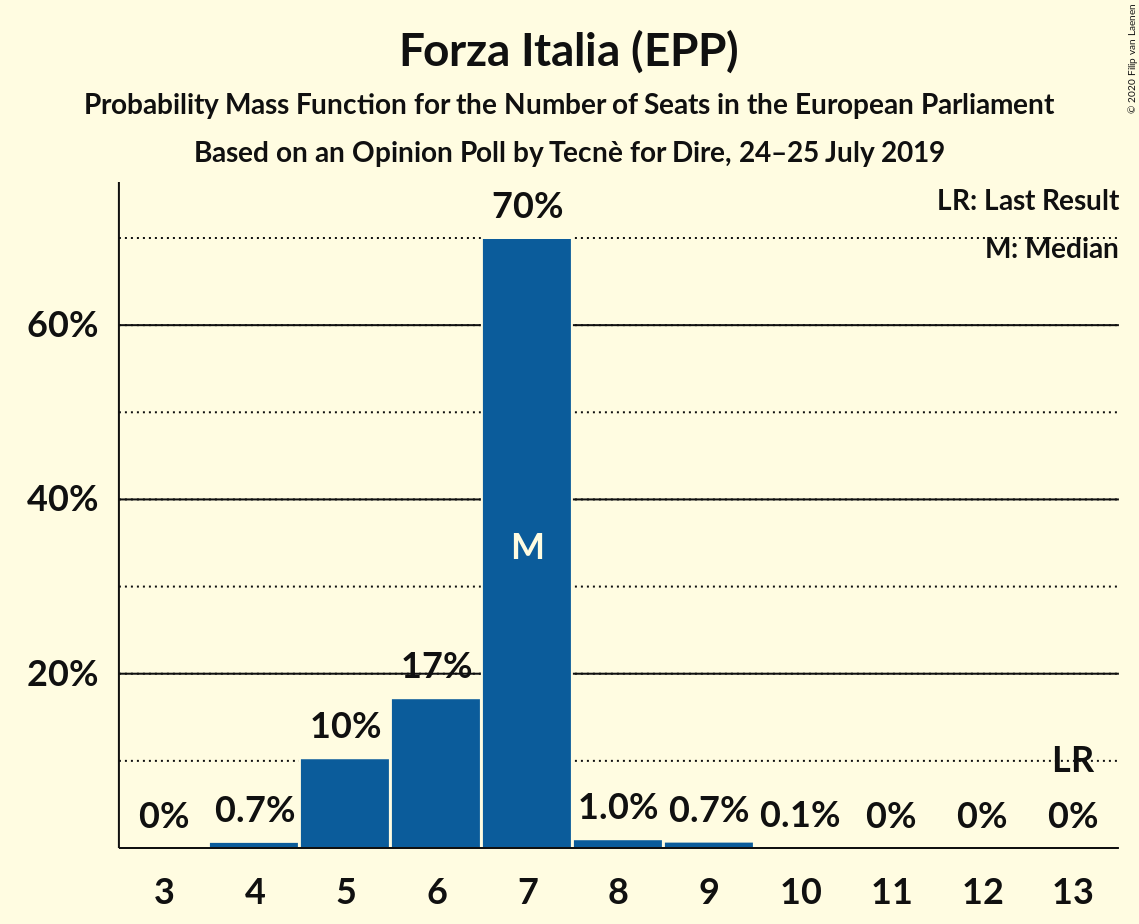 © 2020 Filip van Laenen
Forza Italia (EPP)
Probability Mass Function for the Number of Seats in the European Parliament
Based on an Opinion Poll by Tecnè for Dire, 24–25 July 2019
LR: Last Result
M: Median
60%
40%
20%
0%
0.7%
10%
17%
70%
M
1.0%
0.7%
0.1%
0%
0%
LR
0%
3 4 5 6 7 8 9 10 11 12 13